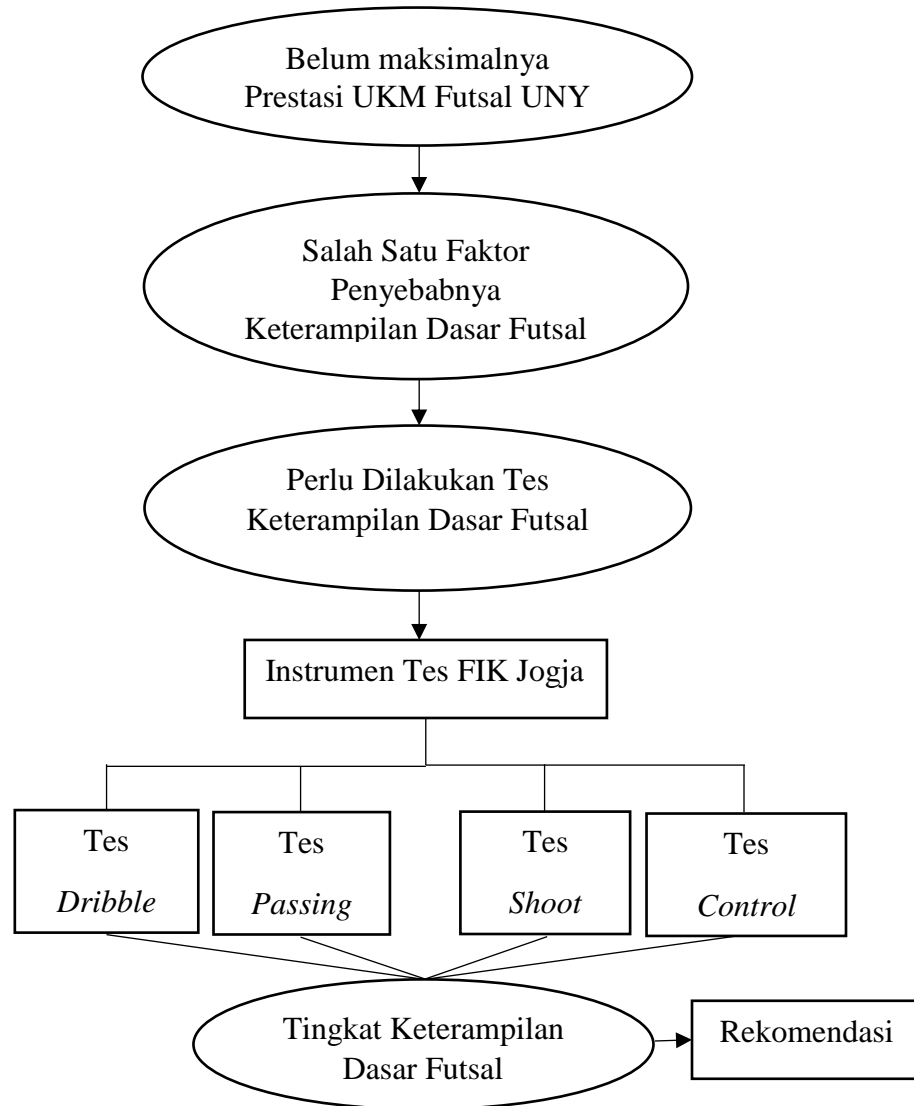 Belum maksimalnya
Prestasi UKM Futsal UNY
Salah Satu Faktor
Penyebabnya
Keterampilan Dasar Futsal
Perlu Dilakukan Tes
Keterampilan Dasar Futsal
Instrumen Tes FIK Jogja
Tes
Dribble
Tes
Passing
Tes
Shoot
Tes
Control
Tingkat Keterampilan
Dasar Futsal
Rekomendasi